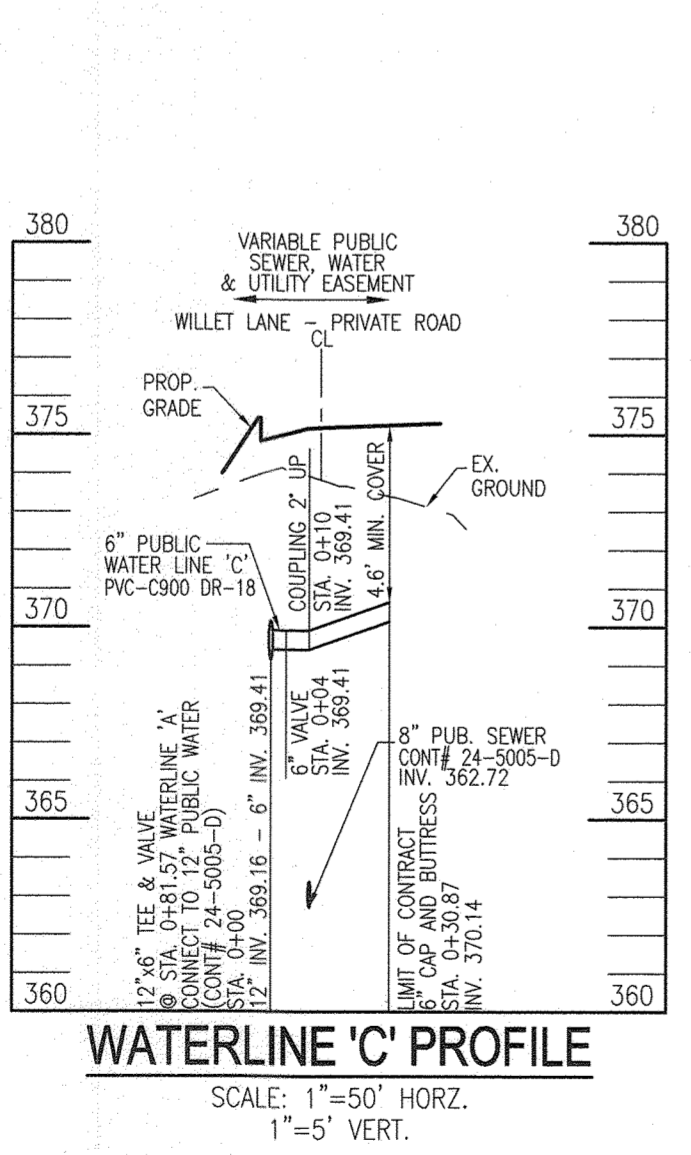 380
380
VARIABLE PUBLIC
SEWER, WATER
& UTILITY EASEMENT
WILLET LANE - PRIVATE ROAD
CL
PROP.
GRADE
375
375
EX.
GROUND
COUPLING 2° UP
STA. 0+10
INV. 369.41
4.6' MIN. COVER
6" PUBLIC
WATER LINE 'C'
PVC-C900 DR-18
370
370
6" VALVE
STA. 0+04
INV. 369.41
8" PUB. SEWER
CONT# 24-5005-D
INV. 362.72
365
365
12"x6" TEE & VALVE
@ STA. 0+81.57 WATERLINE 'A'
CONNECT TO 12" PUBLIC WATER
(CONT# 24-5005-D)
STA. 0+00
12" INV. 369.16 - 6" INV. 369.41
LIMIT OF CONTRACT
6" CAP AND BUTTRESS
STA. 0+30.87
INV. 370.14
360
360
WATERLINE 'C' PROFILE
SCALE: 1"=50' HORZ.
1"=5' VERT.